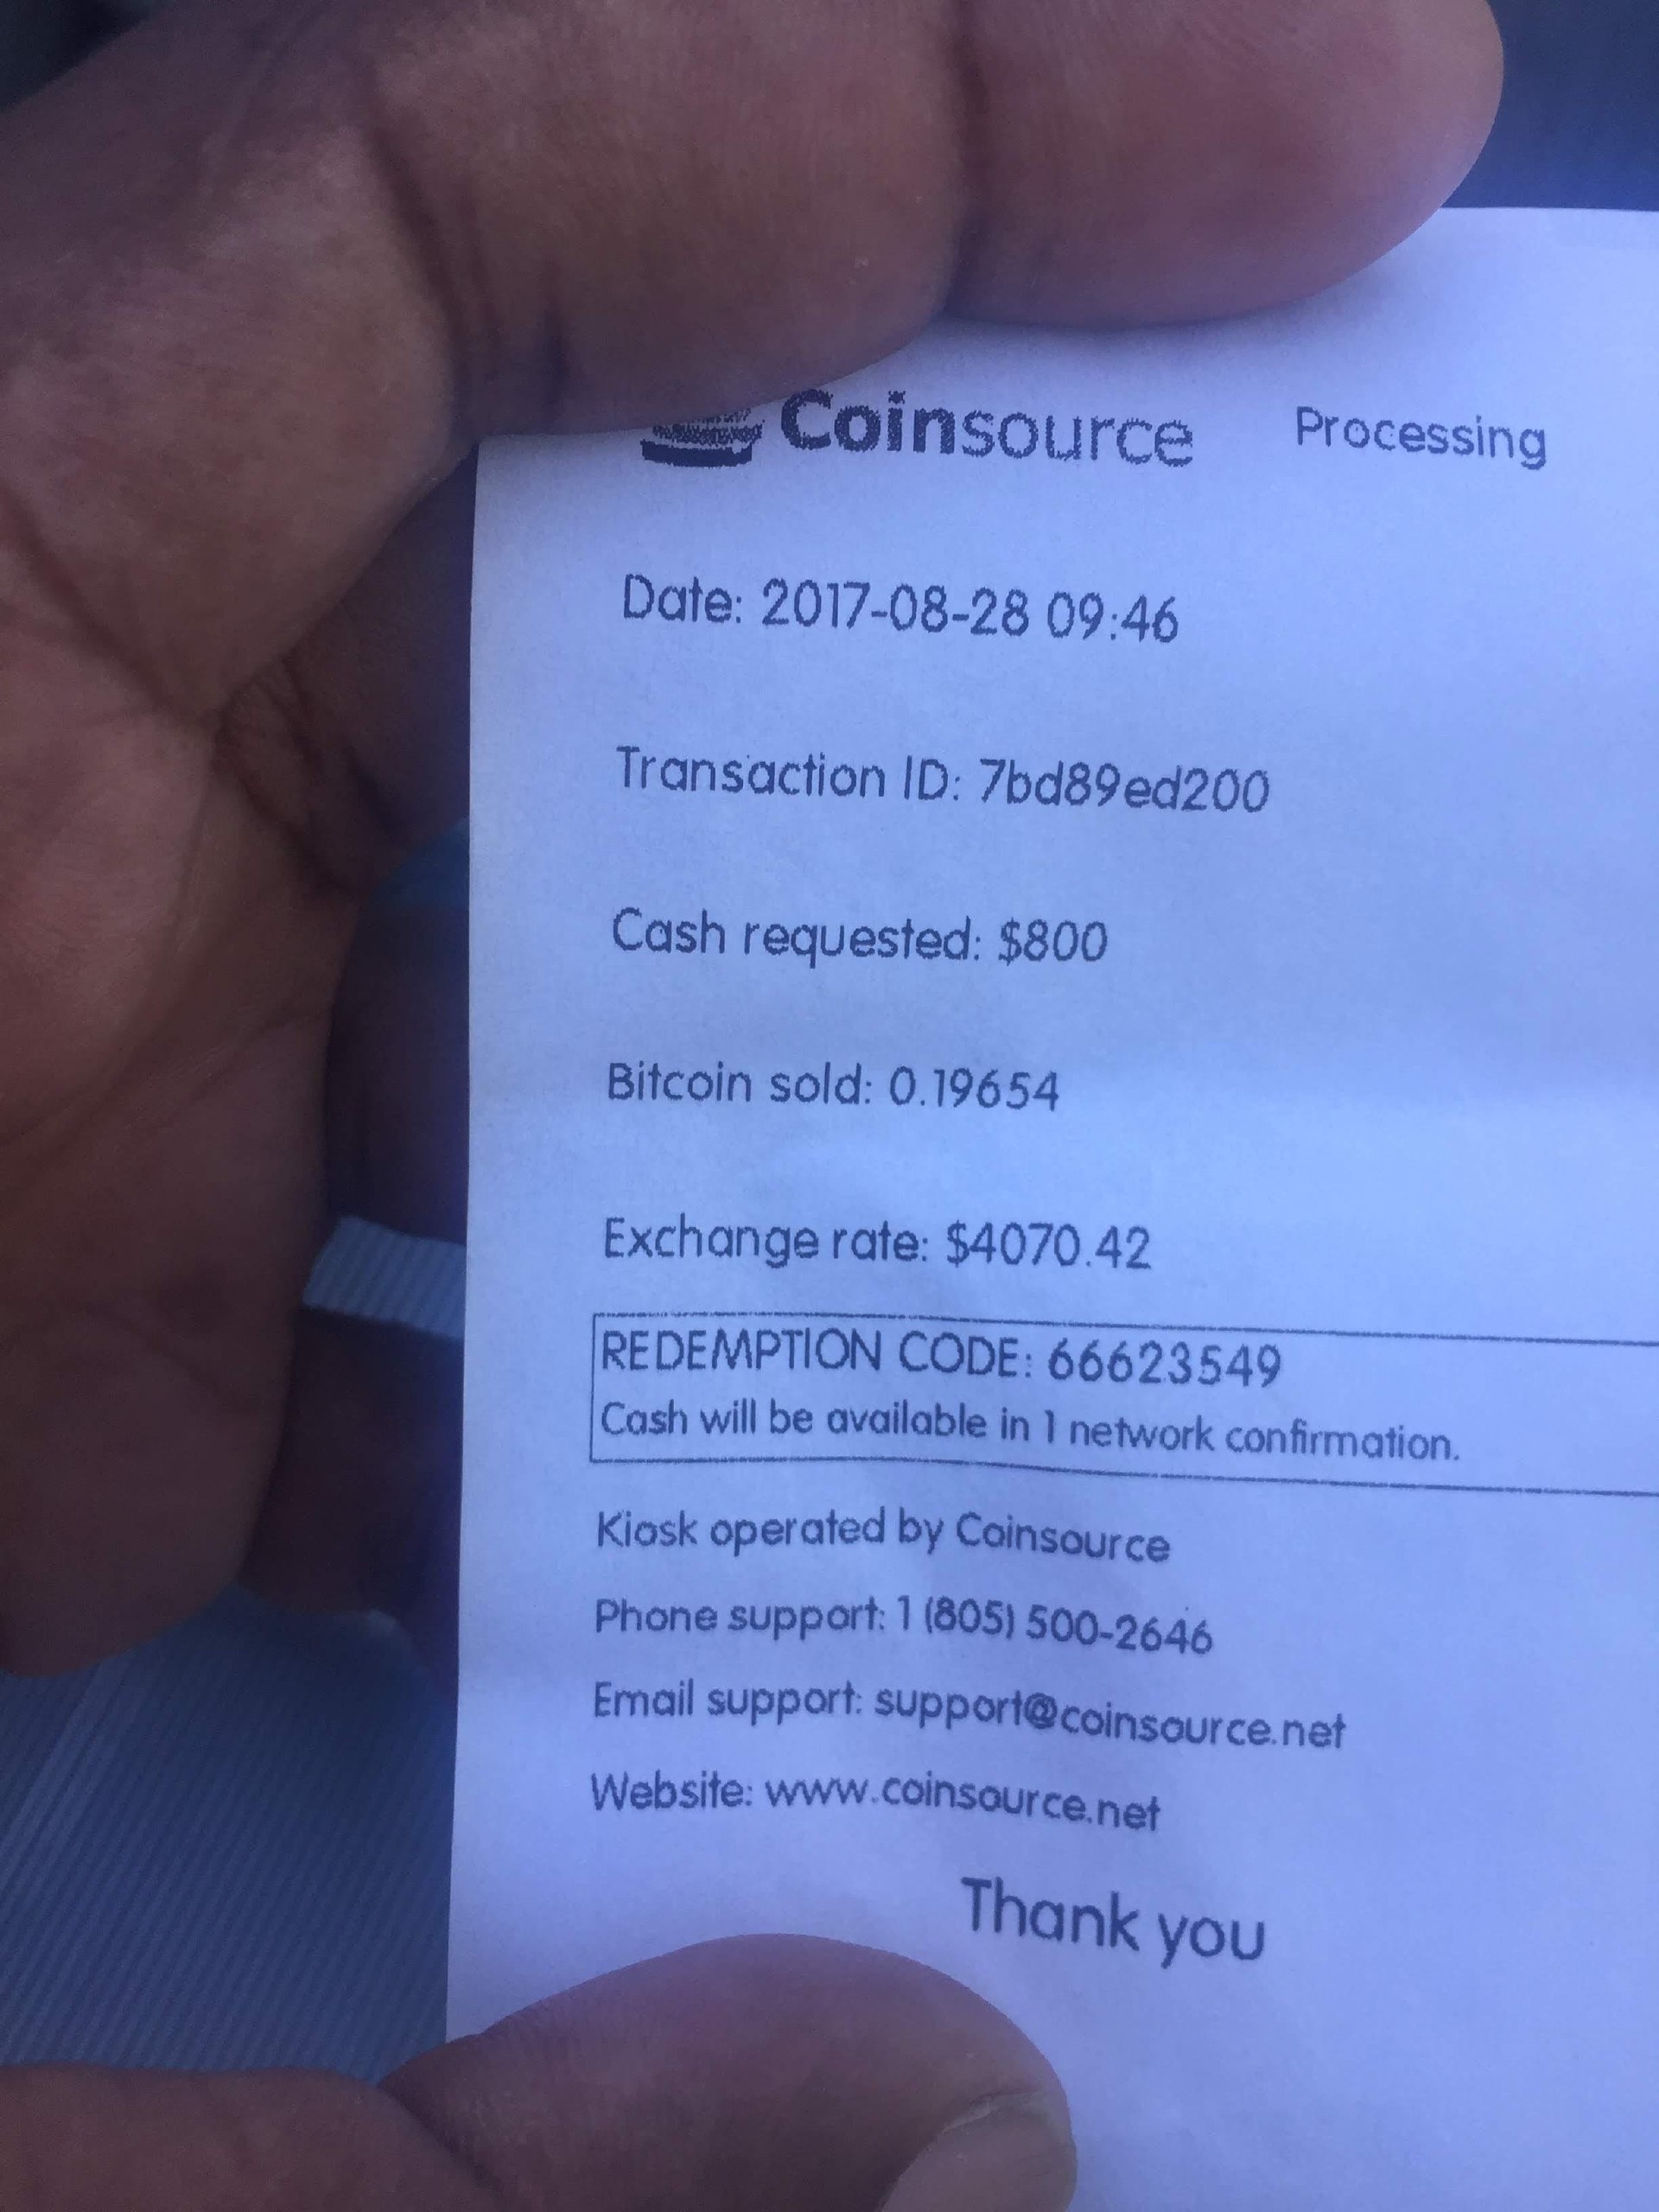 Coinsource Processing
Date: 2017-08-28 09:46
Transaction ID: 7bd89ed200
Cash requested: $800
Bitcoin sold: 0.19654
Exchange rate: $4070.42
REDEMPTION CODE: 66623549
Cash will be available in 1 network confirmation.
Kiosk operated by Coinsource
Phone support: 1 (805) 500-2646
Email support: support@coinsource.net
Website: www.coinsource.net
Thank you